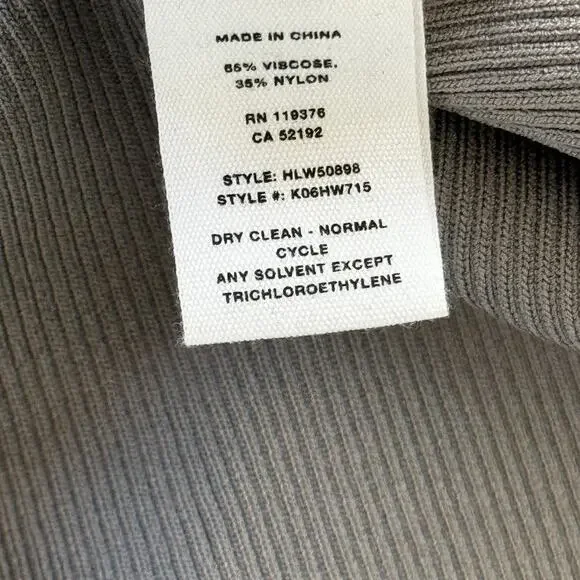 MADE IN CHINA
65% VISCOSE,
35% NYLON
RN 119376
CA 52192
STYLE: HLW50898
STYLE #: K06HW715
DRY CLEAN - NORMAL
CYCLE
ANY SOLVENT EXCEPT
TRICHLOROETHYLENE